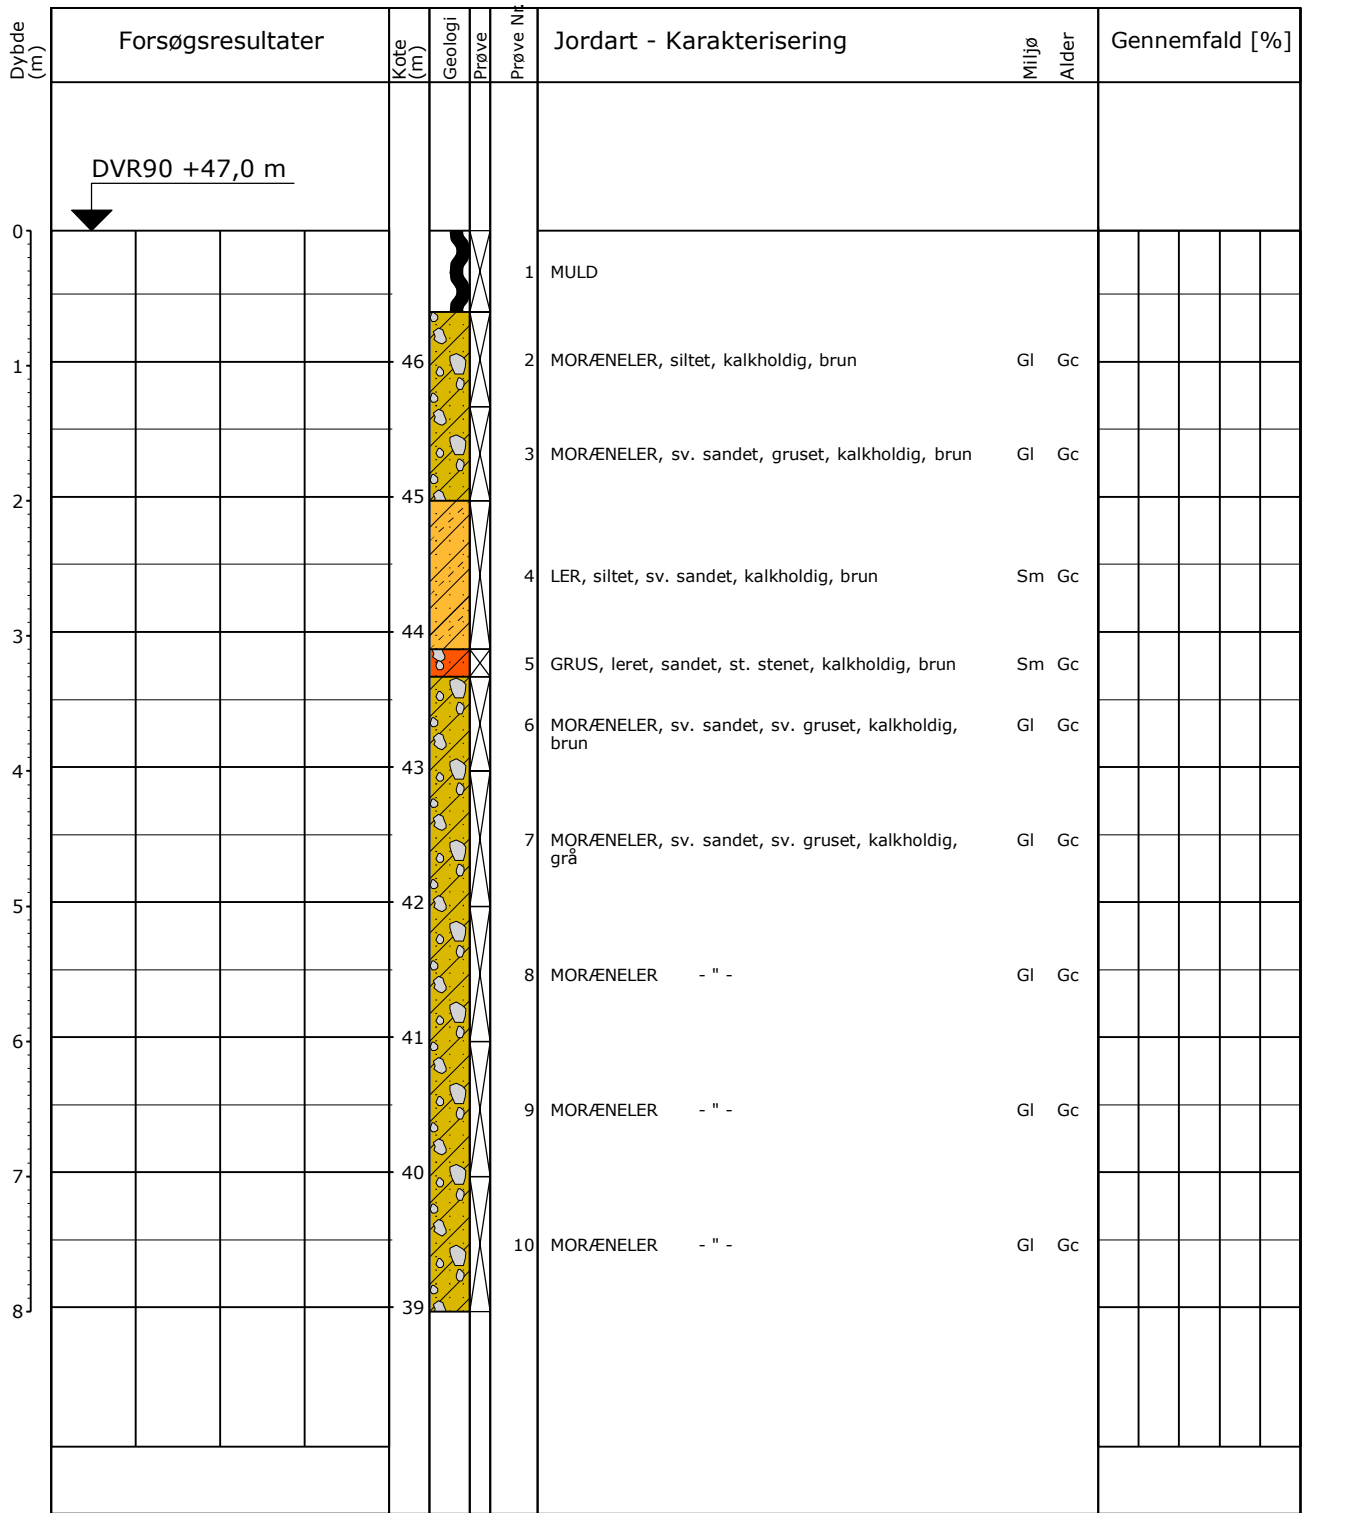 Dybde
(m)
Forsøgsresultater
Kote
(m)
Geologi
Prøve
Prøve Nr.
Jordart - Karakterisering
Miljø
Alder
Gennemfald [%]
DVR90 +47,0 m
0
1 MULD
46
1
2 MORÆNELER, siltet, kalkholdig, brun Gl Gc
3 MORÆNELER, sv. sandet, gruset, kalkholdig, brun Gl Gc
45
2
4 LER, siltet, sv. sandet, kalkholdig, brun Sm Gc
44
3
5 GRUS, leret, sandet, st. stenet, kalkholdig, brun Sm Gc
6 MORÆNELER, sv. sandet, sv. gruset, kalkholdig, Gl Gc
brun
43
4
7 MORÆNELER, sv. sandet, sv. gruset, kalkholdig, Gl Gc
grå
42
5
8 MORÆNELER - " - Gl Gc
41
6
9 MORÆNELER - " - Gl Gc
40
7
10 MORÆNELER - " - Gl Gc
39
8